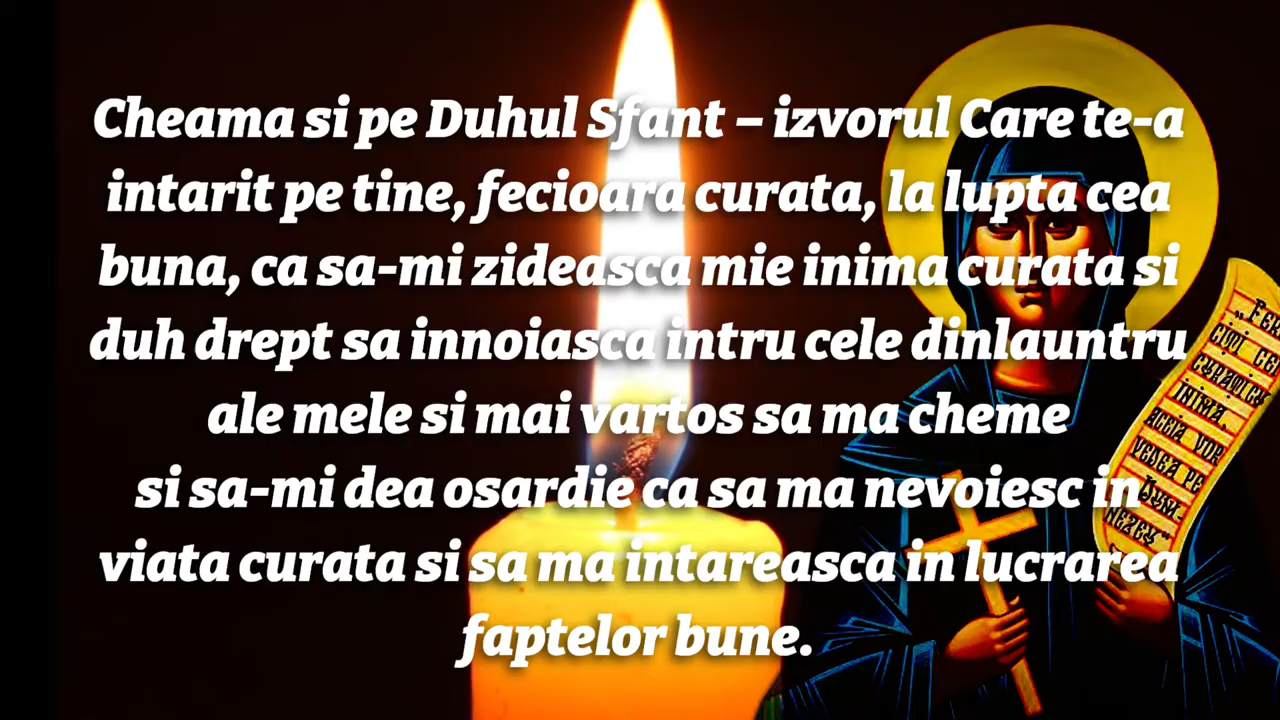 Cheama si pe Duhul Sfant – izvorul Care te-a
intarit pe tine, fecioara curata, la lupta cea
buna, ca sa-mi zideasca mie inima curata si
duh drept sa innoiasca intru cele dinlauntru
ale mele si mai vartos sa ma cheme
si sa-mi dea osardie ca sa ma nevoiesc in
viata curata si sa ma intareasca in lucrarea
faptelor bune.
INIMA,
VOR
PE